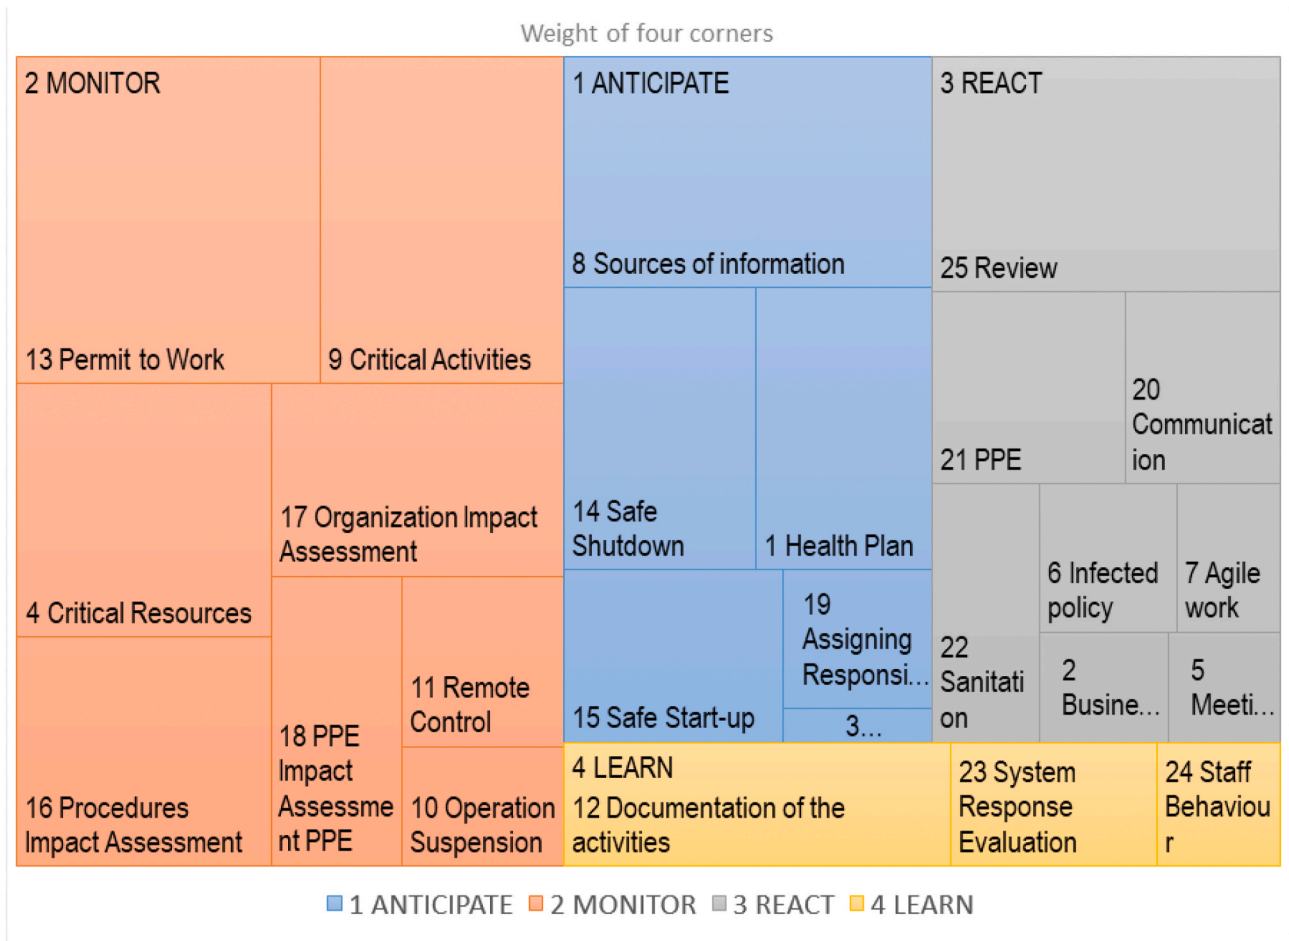 Weight of four corners
2 MONITOR
13 Permit to Work
9 Critical Activities
4 Critical Resources
17 Organization Impact
Assessment
16 Procedures
Impact Assessment
18 PPE
Impact
Assessme
nt PPE
11 Remote
Control
10 Operation
Suspension
1 ANTICIPATE
8 Sources of information
14 Safe
Shutdown
1 Health Plan
15 Safe Start-up
19
Assigning
Responsi...
3...
3 REACT
25 Review
21 PPE
20
Communicat
ion
22
Sanitati
on
6 Infected
policy
7 Agile
work
2
Busine...
5
Meeti...
4 LEARN
12 Documentation of the
activities
23 System
Response
Evaluation
24 Staff
Behaviou
r
1 ANTICIPATE 2 MONITOR 3 REACT 4 LEARN